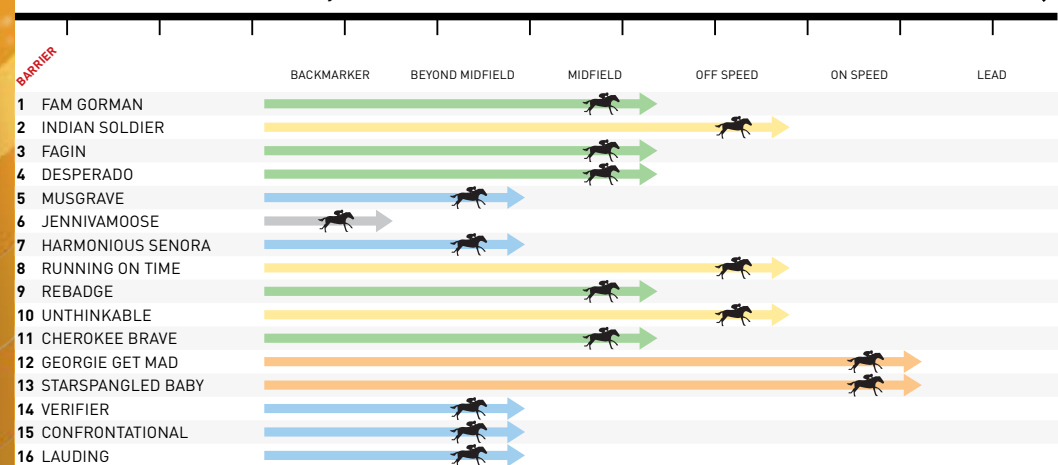 BARRIER
BACKMARKER BEYOND MIDFIELD MIDFIELD OFF SPEED ON SPEED LEAD
1 FAM GORMAN
2 INDIAN SOLDIER
3 FAGIN
4 DESPERADO
5 MUSGRAVE
6 JENNIVAMOOSE
7 HARMONIOUS SENORA
8 RUNNING ON TIME
9 REBADGE
10 UNTHINKABLE
11 CHEROKEE BRAVE
12 GEORGIE GET MAD
13 STARSPANGLED BABY
14 VERIFIER
15 CONFRONTATIONAL
16 LAUDING